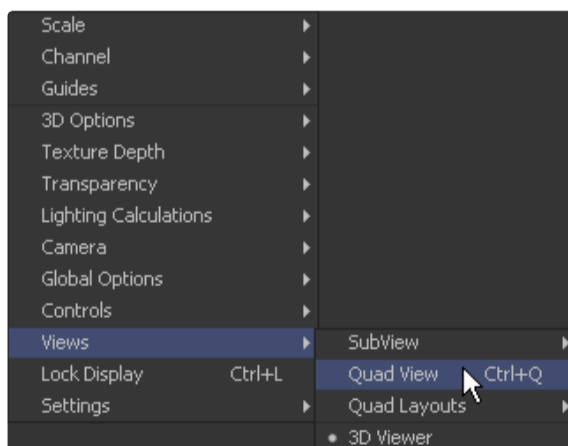 Scale
Channel
Guides
3D Options
Texture Depth
Transparency
Lighting Calculations
Camera
Global Options
Controls
Views
Lock Display Ctrl+L
Settings
SubView
Quad View Ctrl+Q
Quad Layouts
3D Viewer